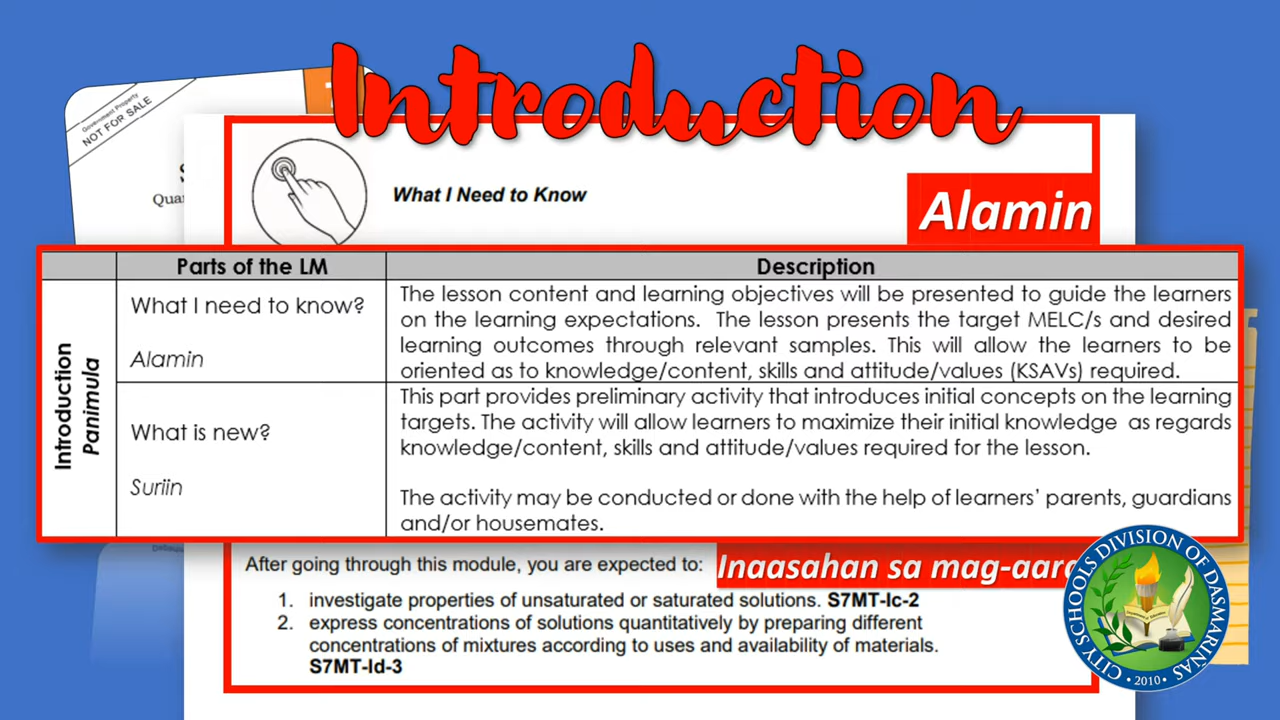 Introduction
Government Property
NOT FOR SALE
What I Need to Know
Alamin
Parts of the LM
Description
Introduction
Panimula
What I need to know?
Alamin
The lesson content and learning objectives will be presented to guide the learners
on the learning expectations. The lesson presents the target MELC/s and desired
learning outcomes through relevant samples. This will allow the learners to be
oriented as to knowledge/content, skills and attitude/values (KSAVs) required.
What is new?
Suriin
This part provides preliminary activity that introduces initial concepts on the learning
targets. The activity will allow learners to maximize their initial knowledge as regards
knowledge/content, skills and attitude/values required for the lesson.
The activity may be conducted or done with the help of learners' parents, guardians
and/or housemates.
After going through this module, you are expected to:
Inaasahan sa mag-aara
1. investigate properties of unsaturated or saturated solutions. S7MT-Ic-2
2. express concentrations of solutions quantitatively by preparing different
concentrations of mixtures according to uses and availability of materials.
S7MT-Id-3
CITY SCHOOLS DIVISION OF DASMARIÑAS
• 2010 •